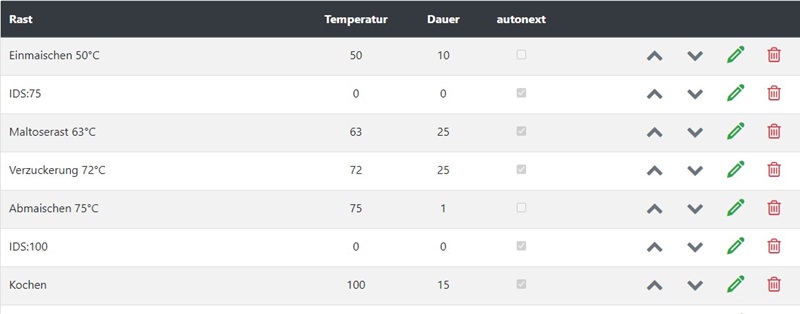 Rast Temperatur Dauer autonext
Einmaischen 50°C 50 10
IDS:75 0 0
Maltoserast 63°C 63 25
Verzuckerung 72°C 72 25
Abmaischen 75°C 75 1
IDS:100 0 0
Kochen 100 15